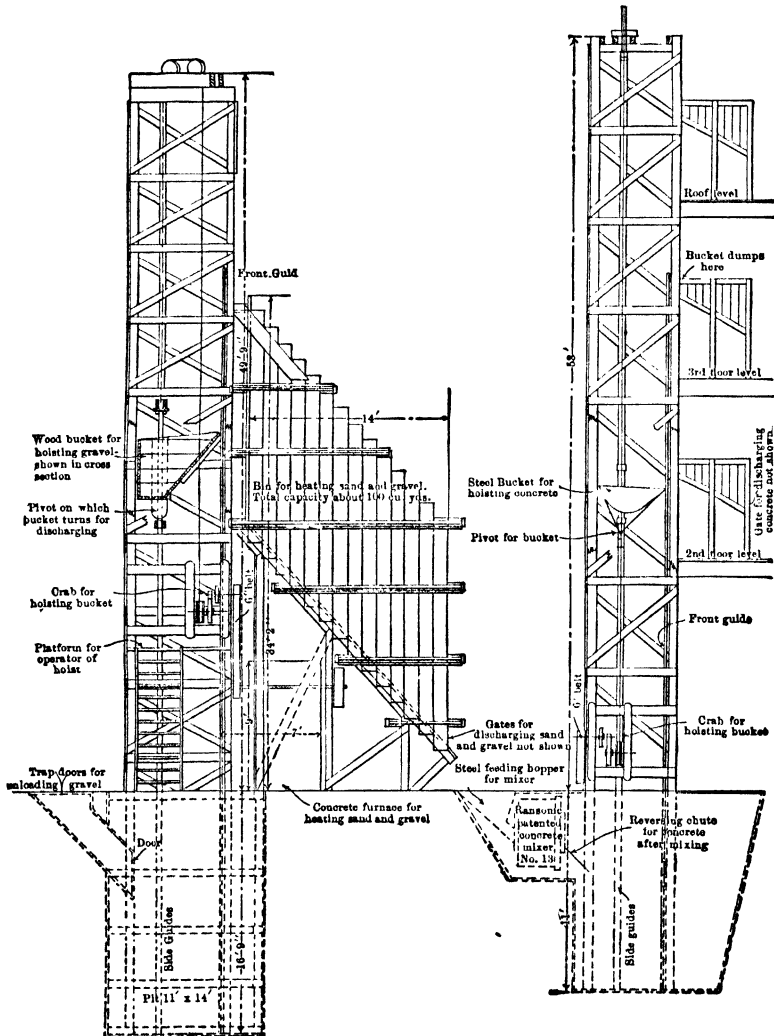 Front Guid
49'-9"
14'
Wood bucket for
hoisting gravel
shown in cross
section
Bin for heating sand and gravel.
Total capacity about 100 cu. yds.
Pivot on which
bucket turns for
discharging
Crab for
hoisting bucket
6" belt
34'-2"
Platform for
operator of
hoist
Gates for
discharging sand
and gravel not shown
Trap doors for
unloading gravel
Concrete furnace for
heating sand and gravel
Door
Side Guides
16'-9"
Pit 11' x 14'
53'
Roof level
Bucket dumps
here
3rd floor level
Steel Bucket for
hoisting concrete
Gate for discharging
concrete not shown.
Pivot for bucket
2nd floor level
Front guide
6" belt
Crab for
hoisting bucket
Steel feeding hopper
for mixer
Ransome
patented
concrete
mixer
No. 13
Reversing chute
for concrete
after mixing
Side guides